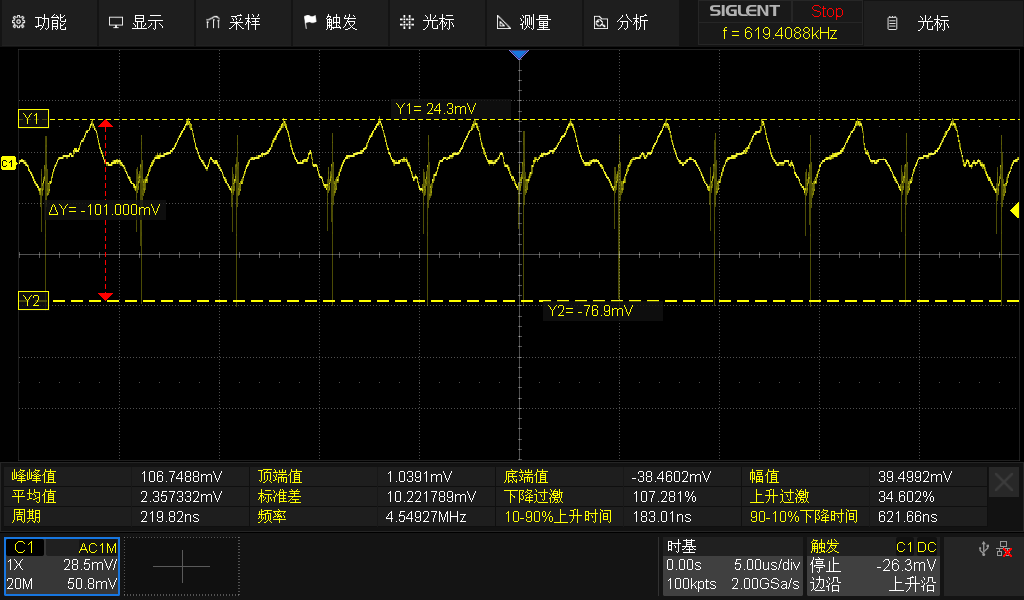 功能 显示 采样 触发 光标 测量 分析 SIGLENT Stop 光标
f = 619.4088kHz
Y1= 24.3mV
Y1
C1
ΔY= -101.000mV
Y2
Y2= -76.9mV
峰峰值 106.7488mV 顶端值 1.0391mV 底端值 -38.4602mV 幅值 39.4992mV
平均值 2.357332mV 标准差 10.221789mV 下降过激 107.281% 上升过激 34.602%
周期 219.82ns 频率 4.54927MHz 10-90%上升时间 183.01ns 90-10%下降时间 621.66ns
C1 AC1M 时基 触发 C1 DC
1X 28.5mV/ 0.00s 5.00us/div 停止 -26.3mV
20M 50.8mV 100kpts 2.00GSa/s 边沿 上升沿